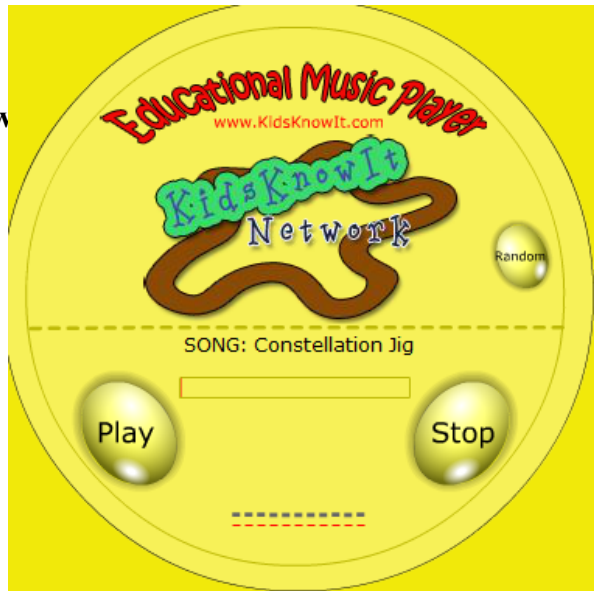 Educational Music Player
www.KidsKnowIt.com
KidsKnowIt
Network
Random
SONG: Constellation Jig
Play
Stop